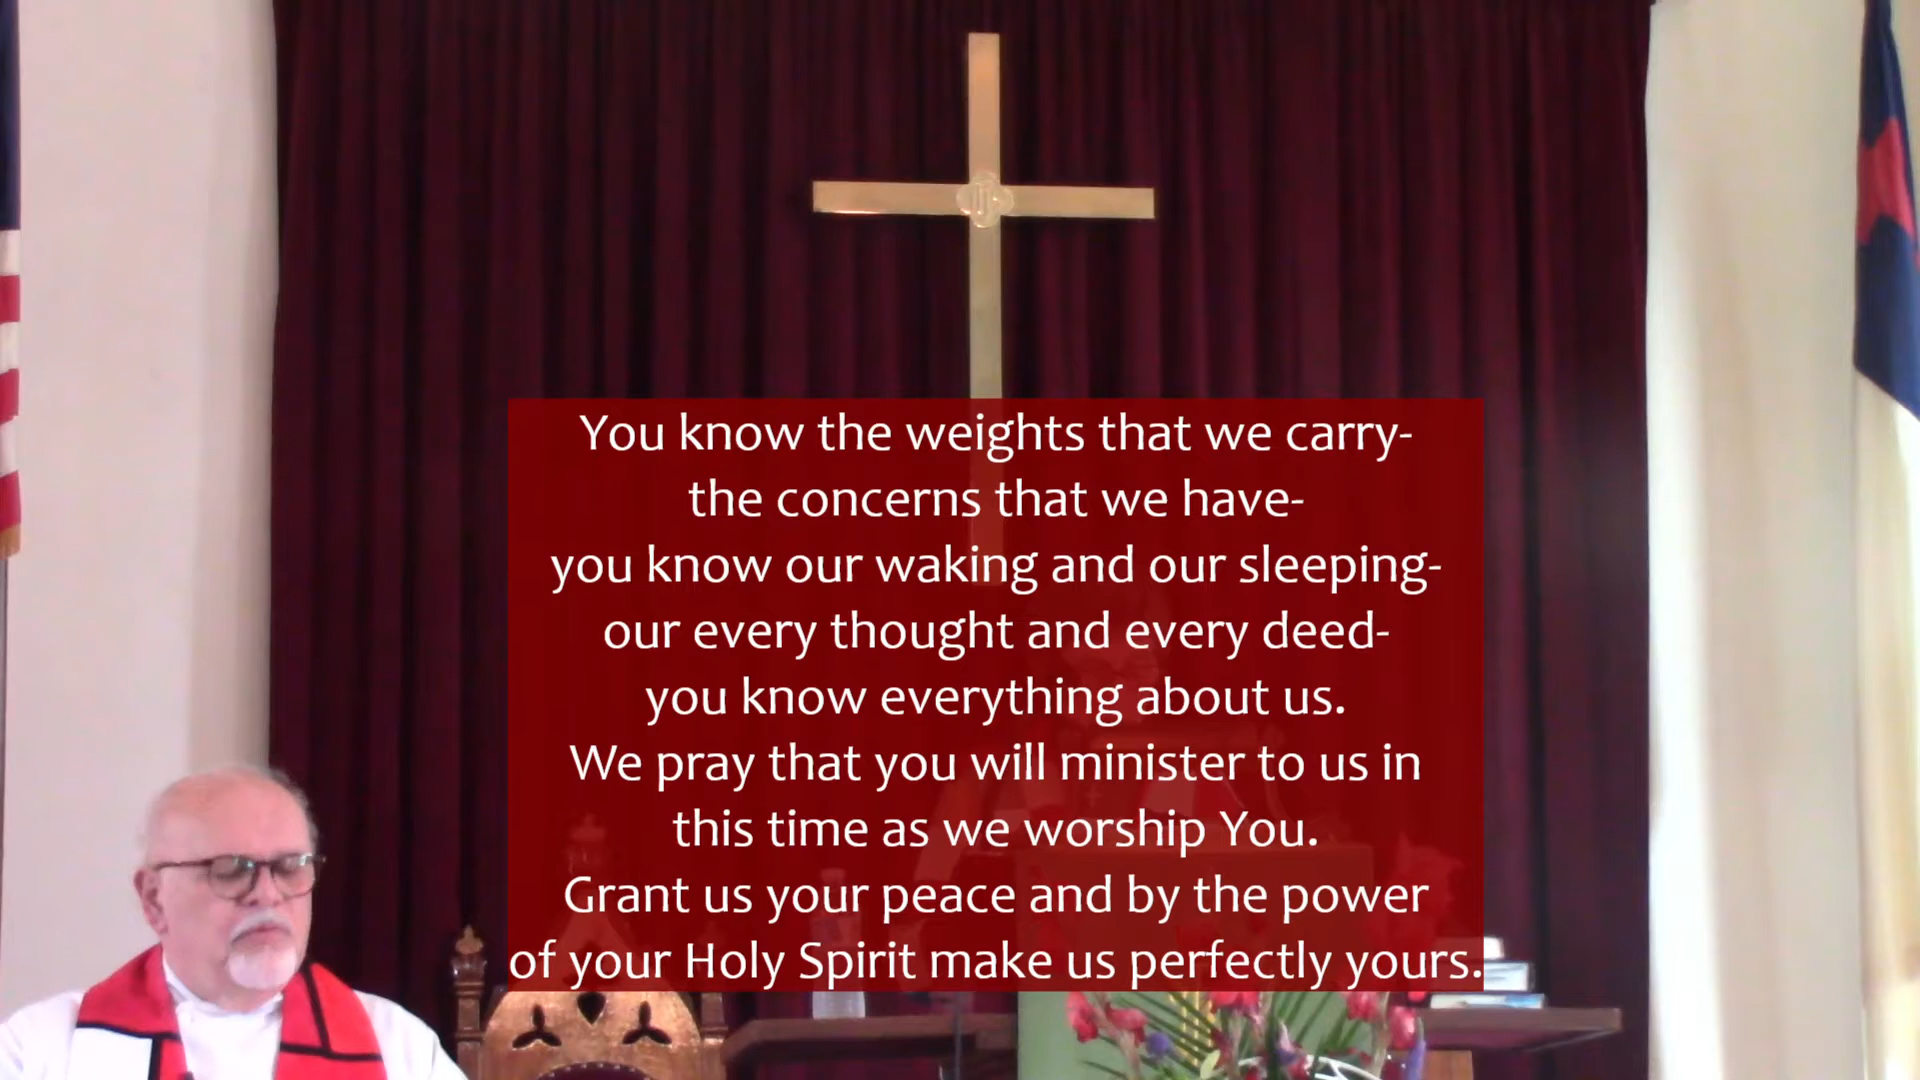 You know the weights that we carry-
the concerns that we have-
you know our waking and our sleeping-
our every thought and every deed-
you know everything about us.
We pray that you will minister to us in
this time as we worship You.
Grant us your peace and by the power
of your Holy Spirit make us perfectly yours.